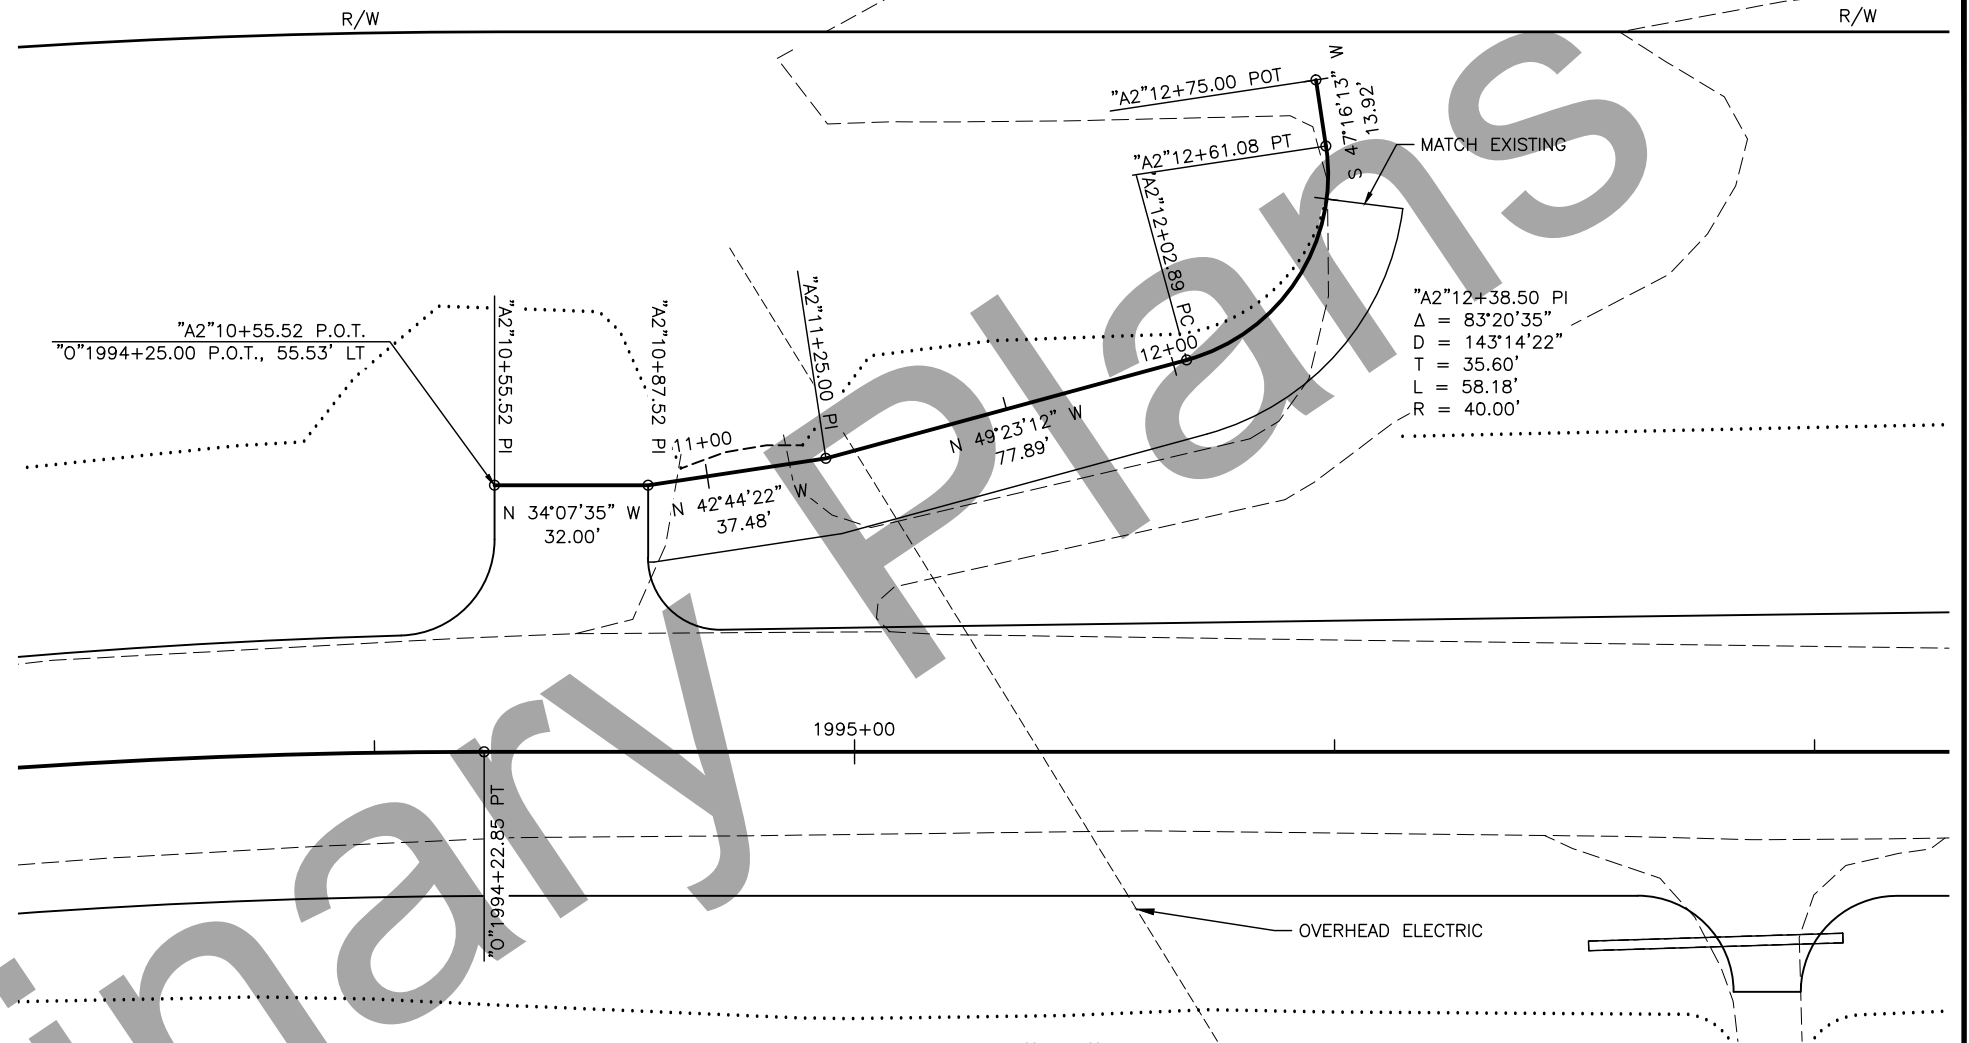 R/W
R/W
"A2"12+75.00 POT
S 47°16'13" W
13.92'
"A2"12+61.08 PT
MATCH EXISTING
"A2"12+02.89 PC
"A2"12+38.50 PI
Δ = 83°20'35"
D = 143°14'22"
T = 35.60'
L = 58.18'
R = 40.00'
"A2"10+55.52 P.O.T.
"O"1994+25.00 P.O.T., 55.53' LT
"A2"10+55.52 PI
"A2"10+87.52 PI
"A2"11+25.00 PI
12+00
11+00
N 49°23'12" W
77.89'
N 42°44'22" W
37.48'
N 34°07'35" W
32.00'
1995+00
"O"1994+22.85 PT
OVERHEAD ELECTRIC
inary Plans